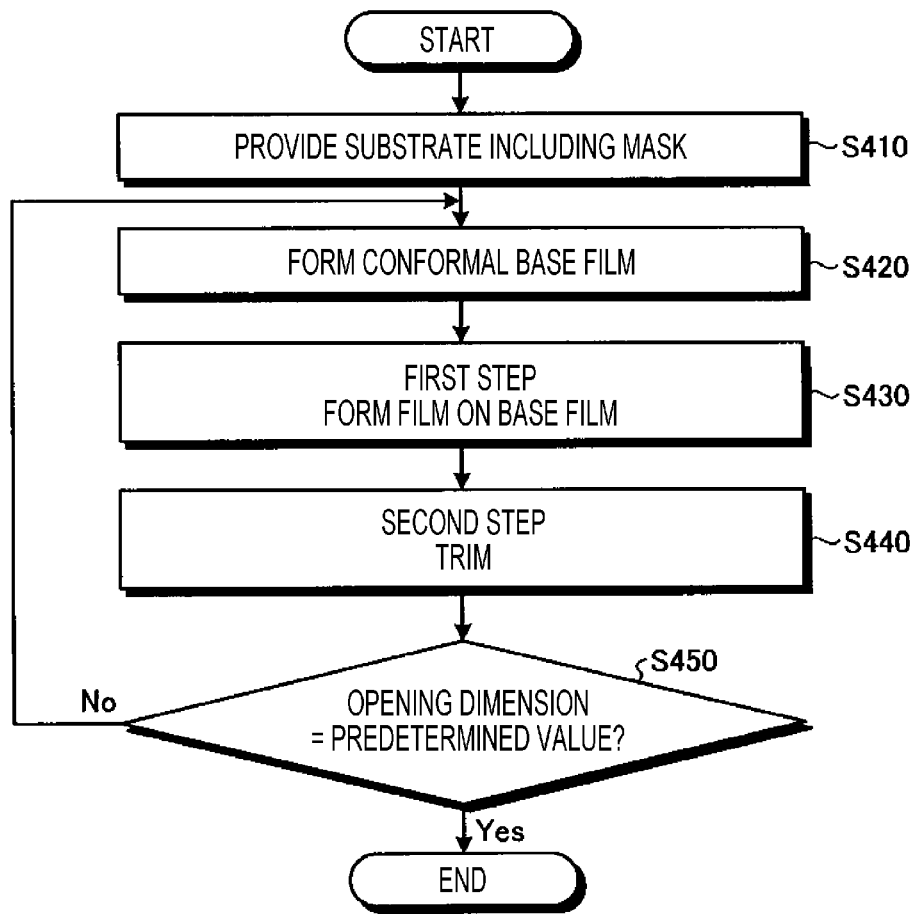 START
PROVIDE SUBSTRATE INCLUDING MASK
S410
FORM CONFORMAL BASE FILM
S420
FIRST STEP
FORM FILM ON BASE FILM
S430
SECOND STEP
TRIM
S440
S450
OPENING DIMENSION
= PREDETERMINED VALUE?
No
Yes
END